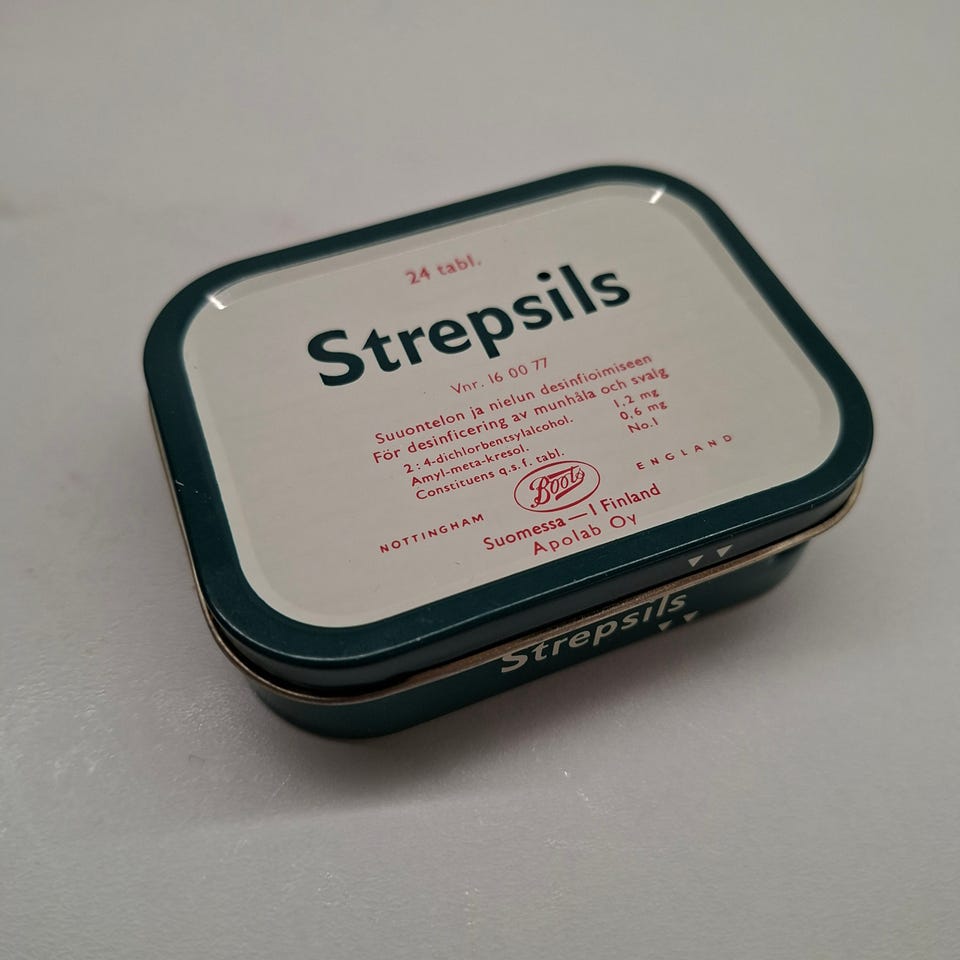 24 tabl.
Strepsils
Vnr. 16 00 77
Suuontelon ja nielun desinfioimiseen
För desinficering av munhåla och svalg
2:4-dichlorbentsylalcohol. 1,2 mg
Amyl-meta-kresol. 0,6 mg
Constituens q.s.f. tabl. No.1
Boots
NOTTINGHAM ENGLAND
Suomessa — I Finland
Apolab Oy
Strepsils